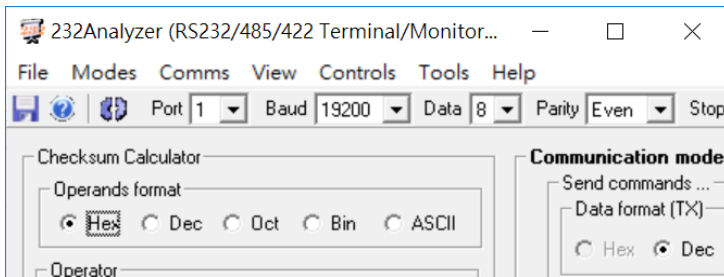 232Analyzer (RS232/485/422 Terminal/Monitor...
File Modes Comms View Controls Tools Help
Port 1 Baud 19200 Data 8 Parity Even Stop
Checksum Calculator
Operands format
Hex Dec Oct Bin ASCII
Operator
Communication mode
Send commands ...
Data format (TX)
Hex Dec